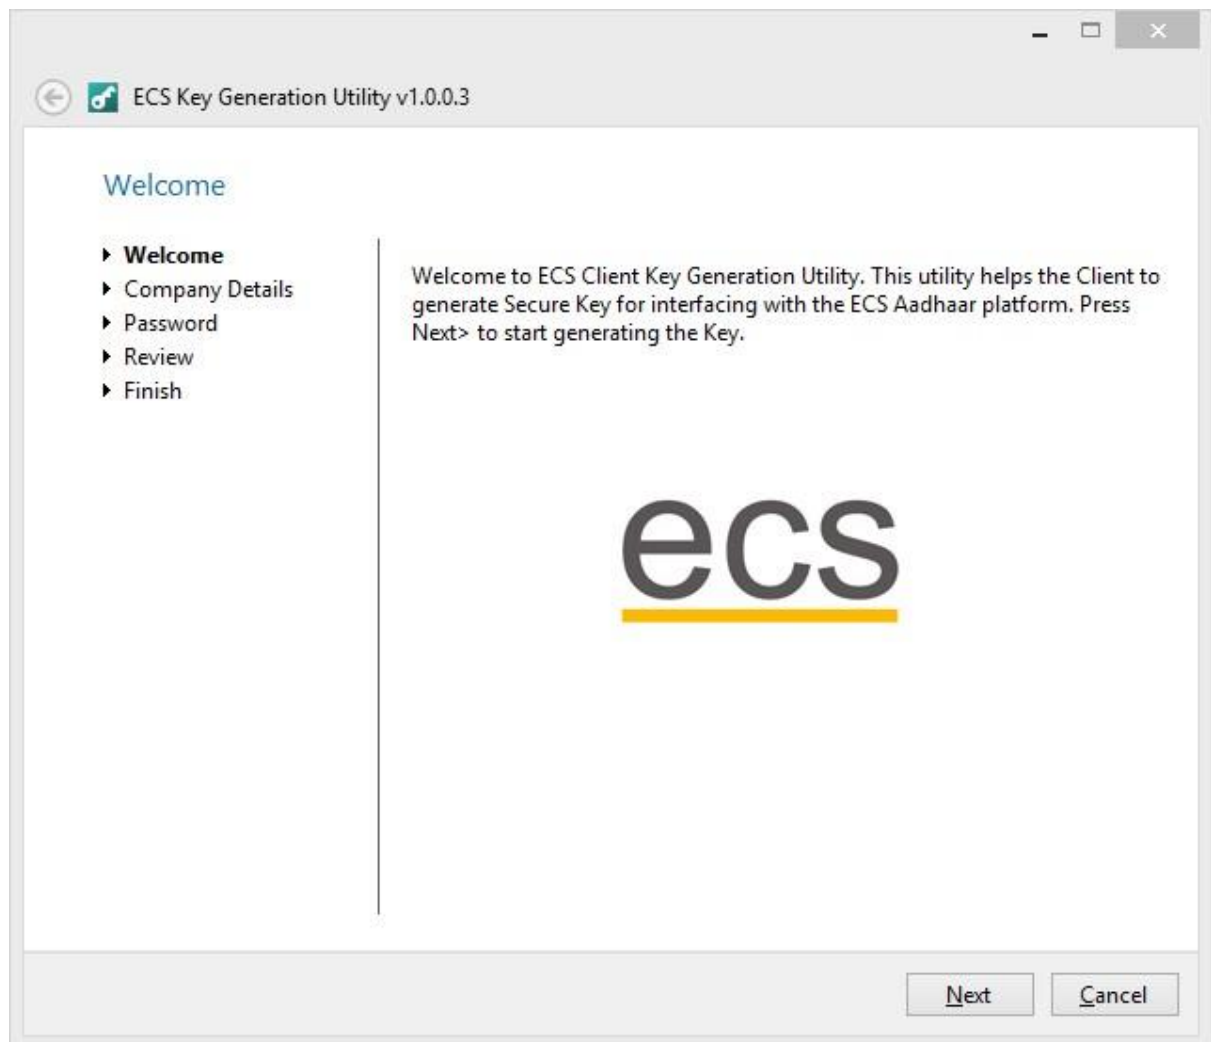 ECS Key Generation Utility v1.0.0.3
Welcome
Welcome
Company Details
Password
Review
Finish
Welcome to ECS Client Key Generation Utility. This utility helps the Client to
generate Secure Key for interfacing with the ECS Aadhaar platform. Press
Next> to start generating the Key.
ecs
Next
Cancel